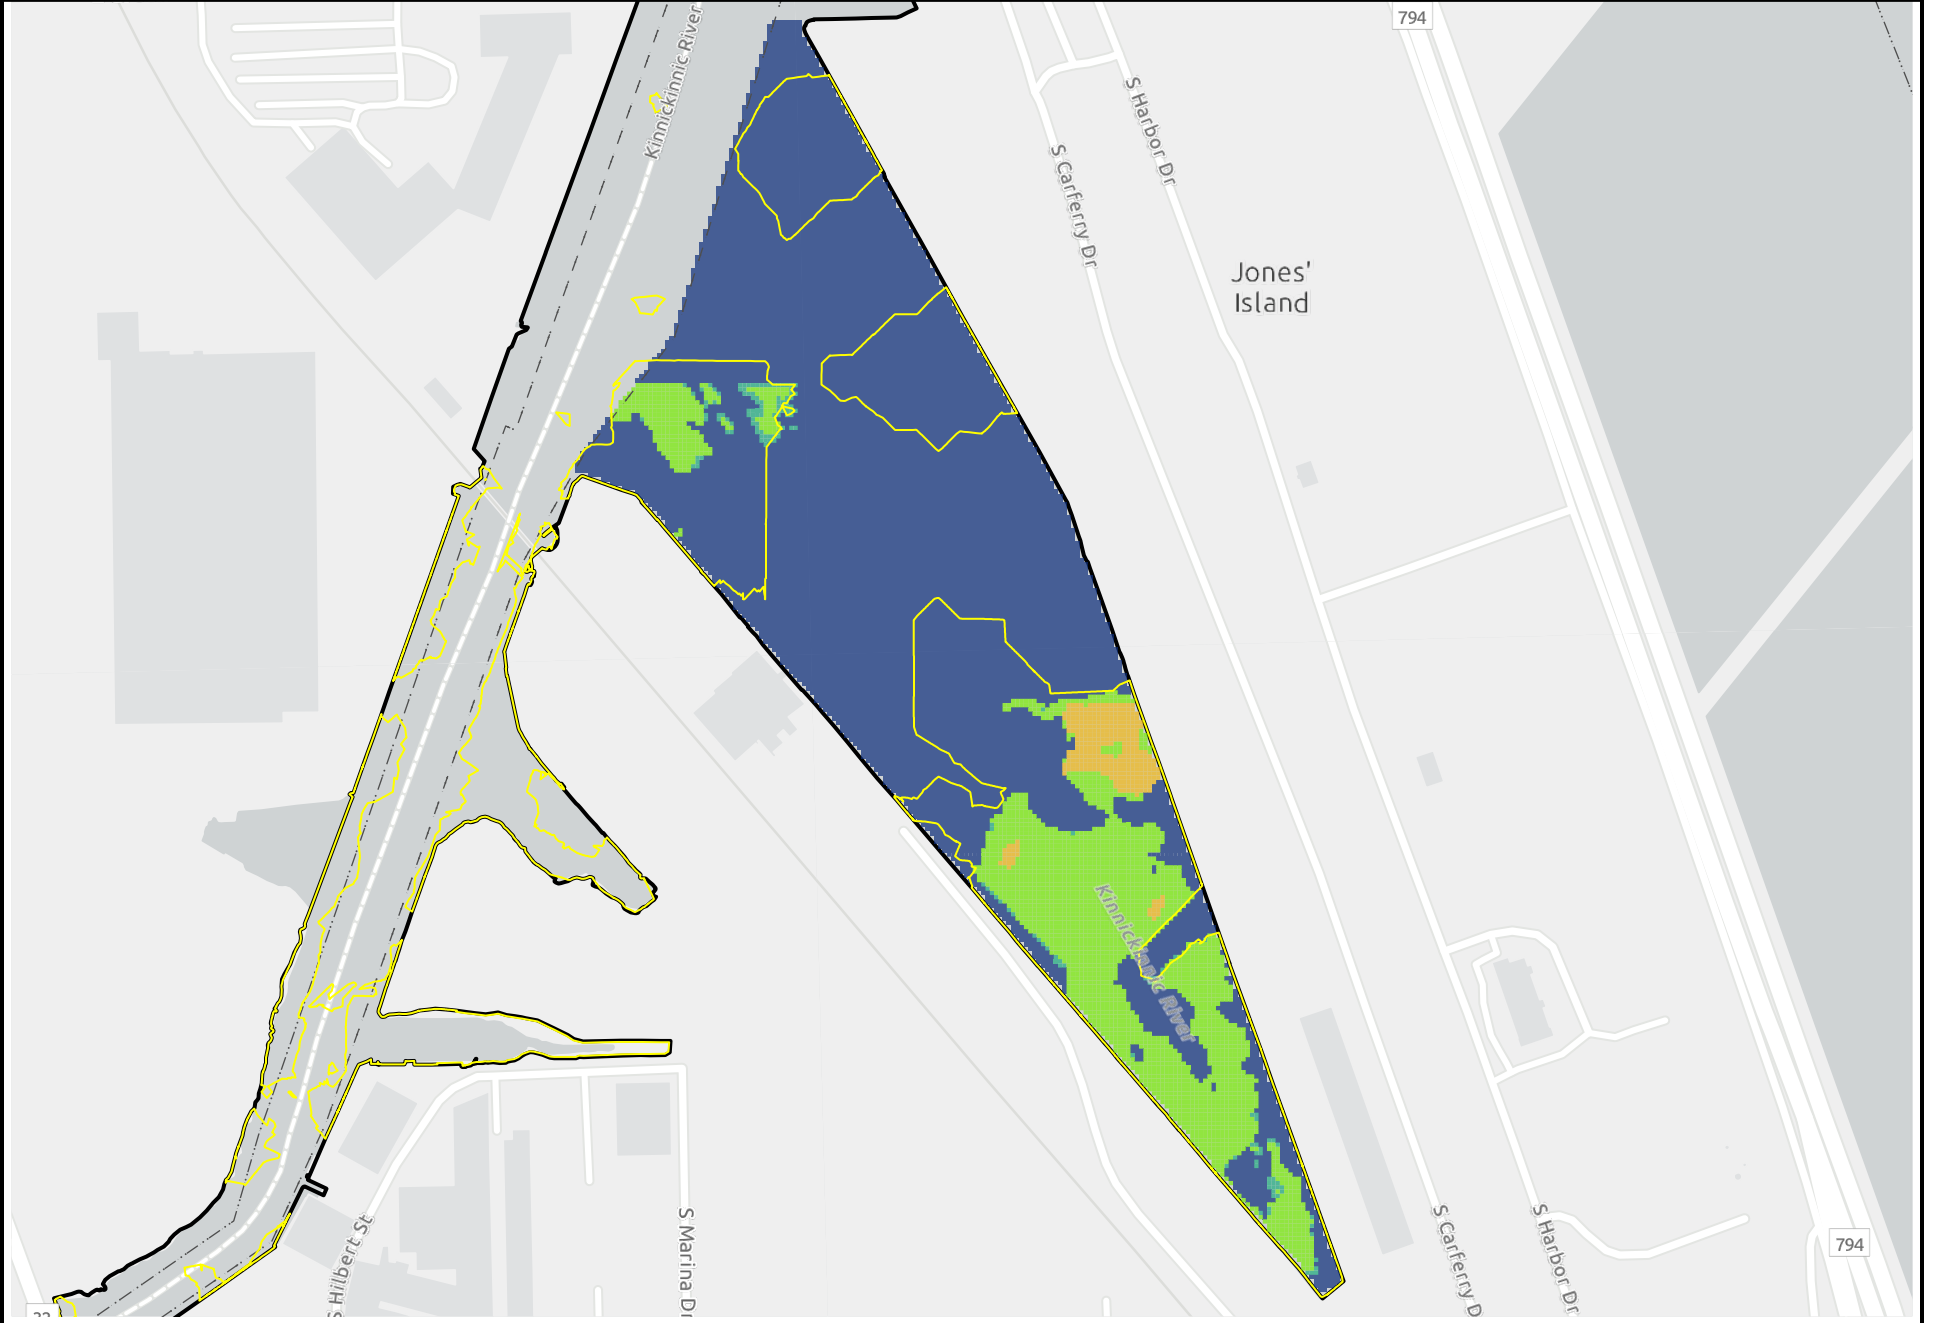 794
Kinnickinnic River
S Harbor Dr
S Carferry Dr
Jones'
Island
Kinnickinnic River
S Hilbert St
S Marina Dr
S Carferry D
S Harbor Dr
794